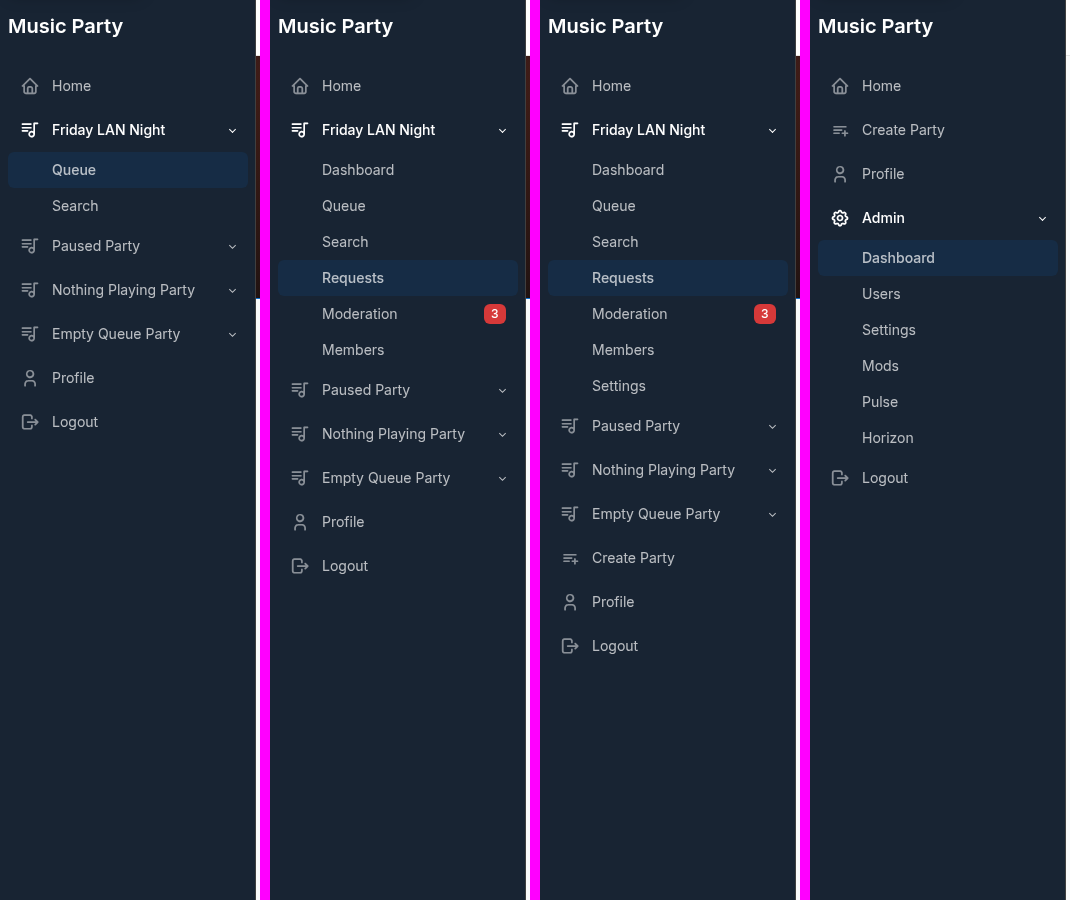 Music Party
Home
Friday LAN Night
Queue
Search
Paused Party
Nothing Playing Party
Empty Queue Party
Profile
Logout
Music Party
Home
Friday LAN Night
Dashboard
Queue
Search
Requests
Moderation 3
Members
Paused Party
Nothing Playing Party
Empty Queue Party
Profile
Logout
Music Party
Home
Friday LAN Night
Dashboard
Queue
Search
Requests
Moderation 3
Members
Settings
Paused Party
Nothing Playing Party
Empty Queue Party
Create Party
Profile
Logout
Music Party
Home
Create Party
Profile
Admin
Dashboard
Users
Settings
Mods
Pulse
Horizon
Logout